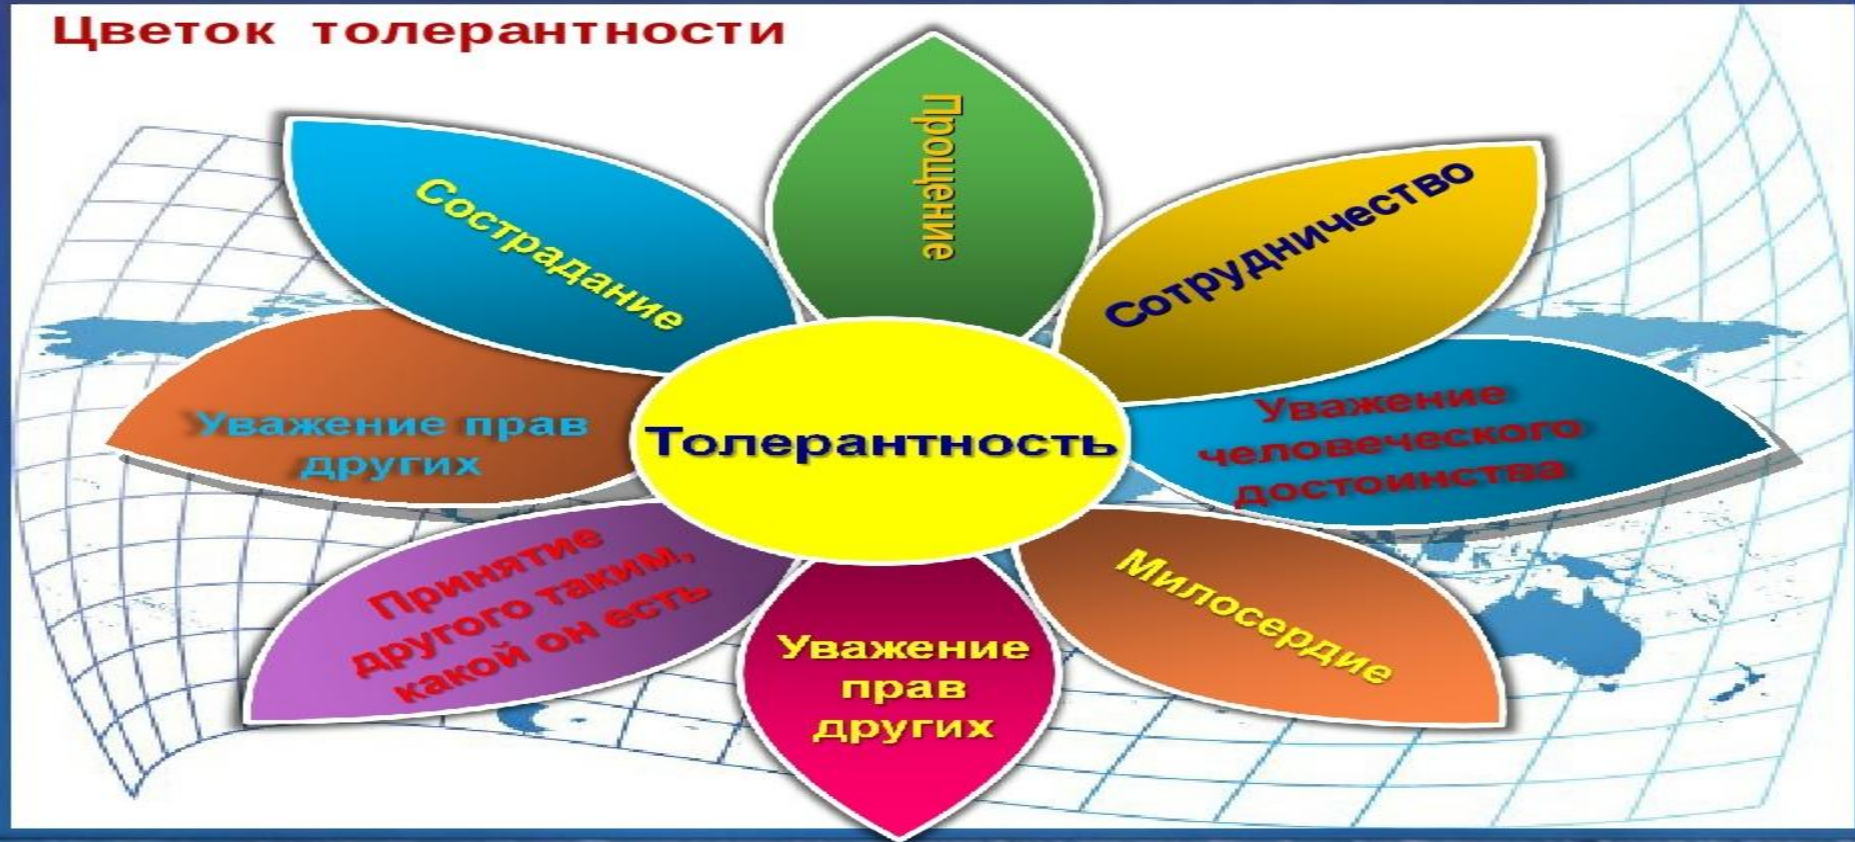 Цветок толерантности
Прощение
Сострадание
Сотрудничество
Уважение прав
других
Толерантность
Уважение
человеческого
достоинства
Принятие
другого таким,
какой он есть
Уважение
прав
других
Милосердие